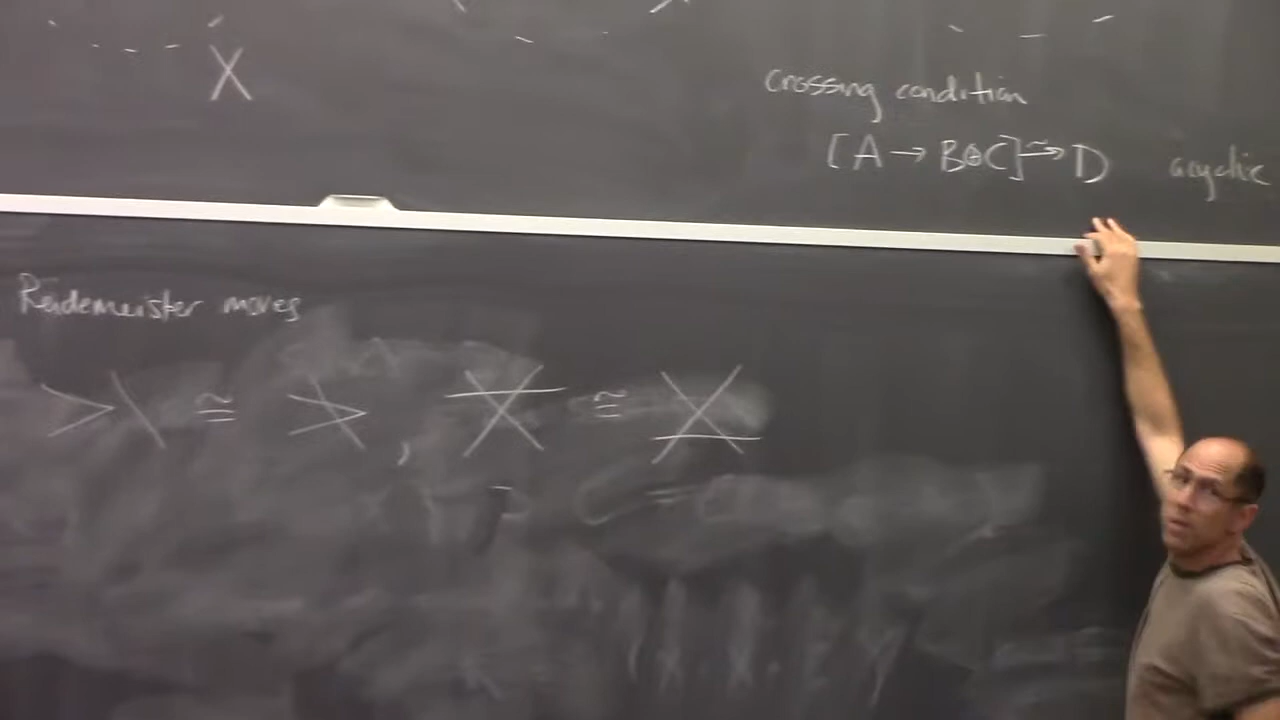 crossing condition
[A → B⊕C] ⥲ D acyclic
Reidemeister moves
≅ , ≅